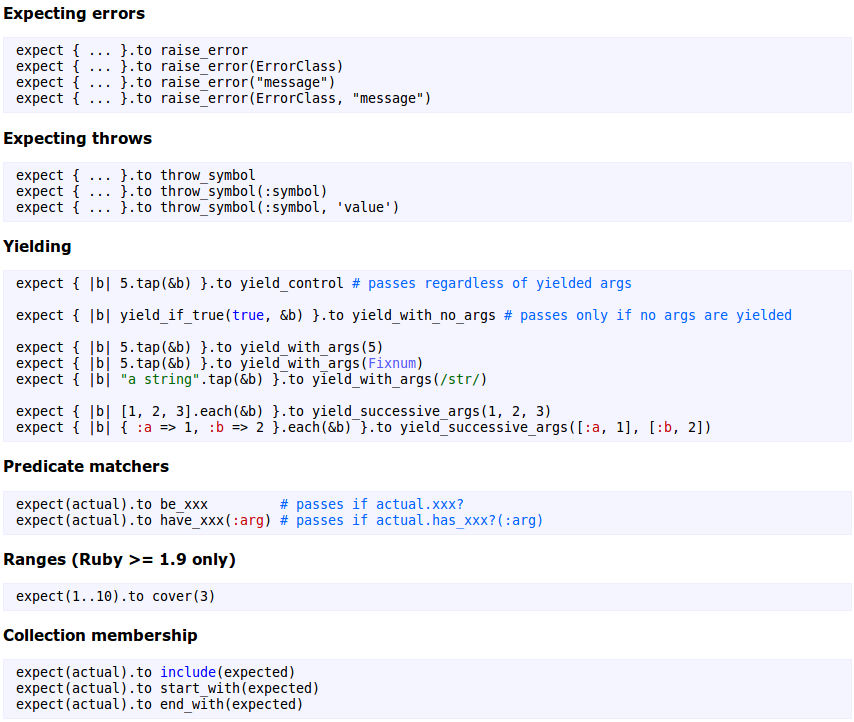 Expecting errors
expect { ... }.to raise_error
expect { ... }.to raise_error(ErrorClass)
expect { ... }.to raise_error("message")
expect { ... }.to raise_error(ErrorClass, "message")
Expecting throws
expect { ... }.to throw_symbol
expect { ... }.to throw_symbol(:symbol)
expect { ... }.to throw_symbol(:symbol, 'value')
Yielding
expect { |b| 5.tap(&b) }.to yield_control # passes regardless of yielded args
expect { |b| yield_if_true(true, &b) }.to yield_with_no_args # passes only if no args are yielded
expect { |b| 5.tap(&b) }.to yield_with_args(5)
expect { |b| 5.tap(&b) }.to yield_with_args(Fixnum)
expect { |b| "a string".tap(&b) }.to yield_with_args(/str/)
expect { |b| [1, 2, 3].each(&b) }.to yield_successive_args(1, 2, 3)
expect { |b| { :a => 1, :b => 2 }.each(&b) }.to yield_successive_args([:a, 1], [:b, 2])
Predicate matchers
expect(actual).to be_xxx         # passes if actual.xxx?
expect(actual).to have_xxx(:arg) # passes if actual.has_xxx?(:arg)
Ranges (Ruby >= 1.9 only)
expect(1..10).to cover(3)
Collection membership
expect(actual).to include(expected)
expect(actual).to start_with(expected)
expect(actual).to end_with(expected)